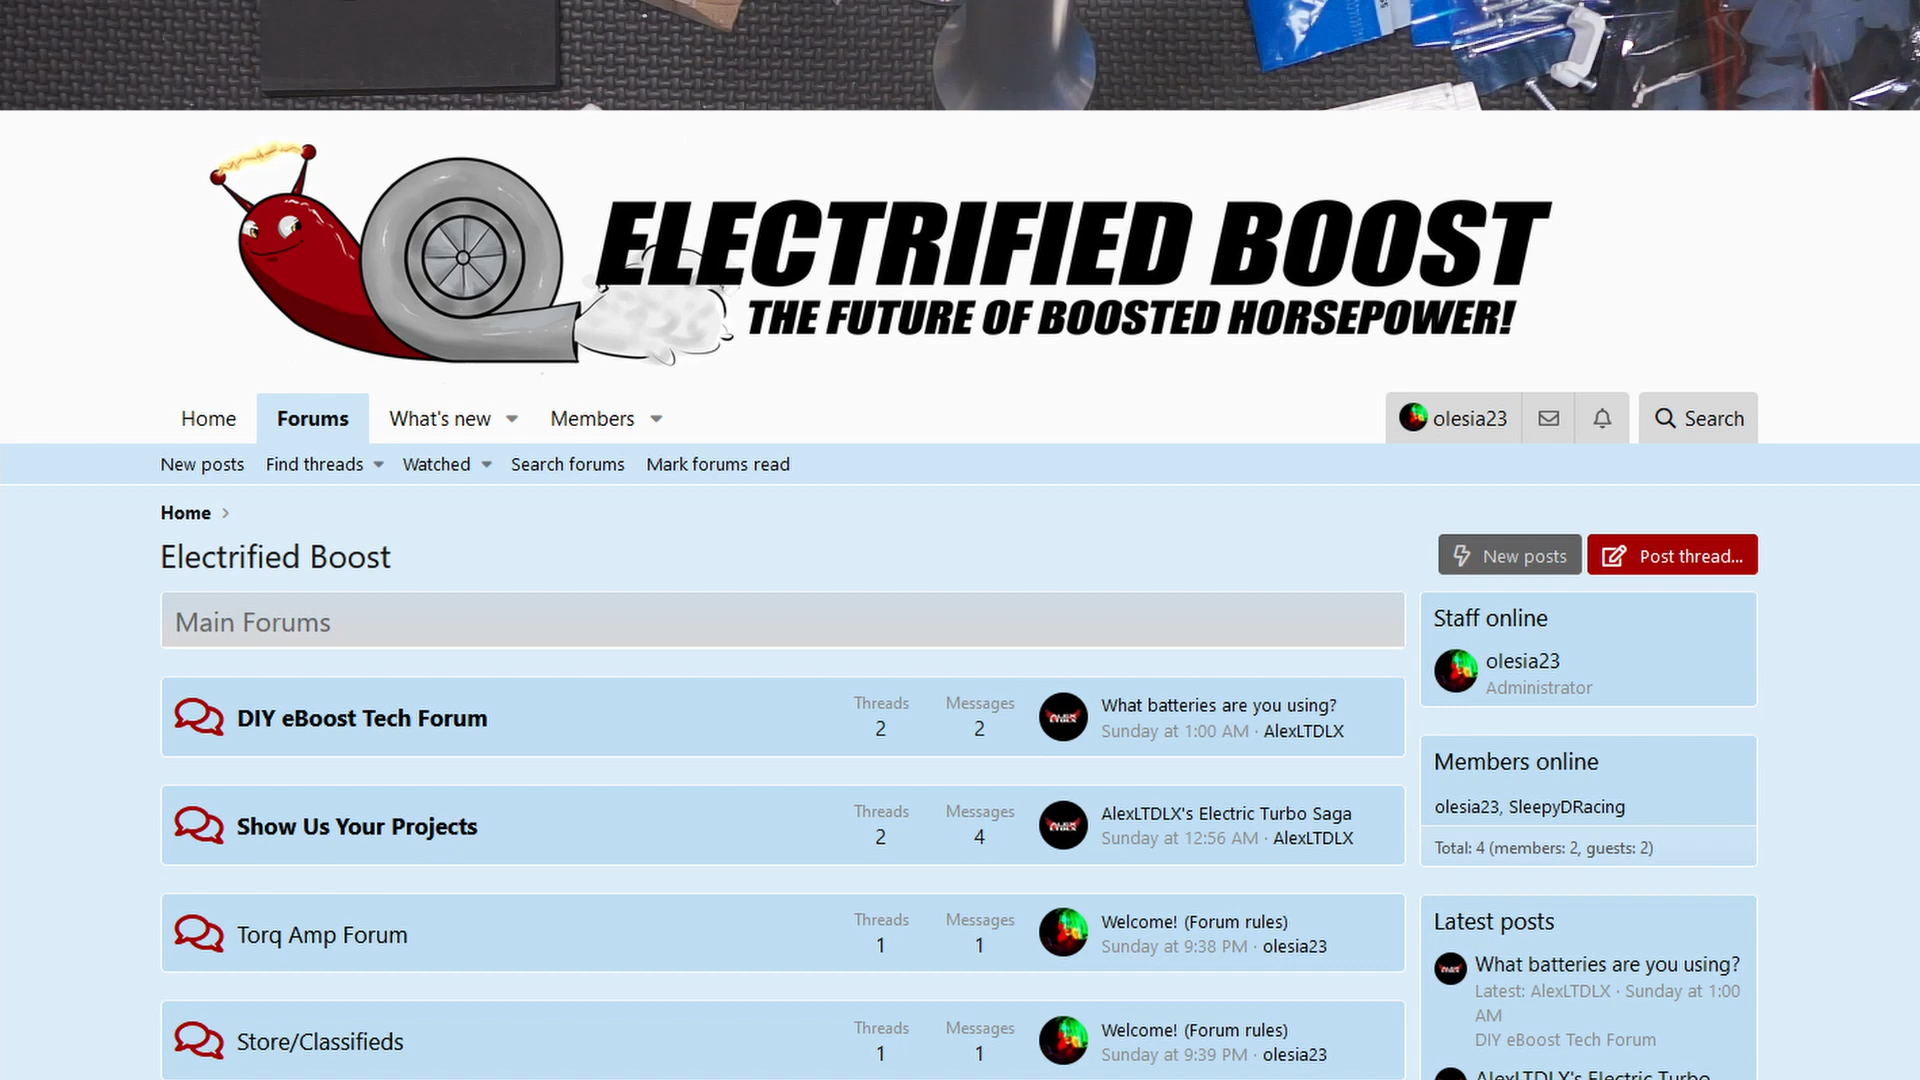 ELECTRIFIED BOOST
THE FUTURE OF BOOSTED HORSEPOWER!
Home
Forums
What's new
Members
olesia23
Search
New posts
Find threads
Watched
Search forums
Mark forums read
Home
Electrified Boost
New posts
Post thread...
Main Forums
DIY eBoost Tech Forum
Threads
2
Messages
2
What batteries are you using?
Sunday at 1:00 AM · AlexLTDLX
Show Us Your Projects
Threads
2
Messages
4
AlexLTDLX's Electric Turbo Saga
Sunday at 12:56 AM · AlexLTDLX
Torq Amp Forum
Threads
1
Messages
1
Welcome! (Forum rules)
Sunday at 9:38 PM · olesia23
Store/Classifieds
Threads
1
Messages
1
Welcome! (Forum rules)
Sunday at 9:39 PM · olesia23
Staff online
olesia23
Administrator
Members online
olesia23, SleepyDRacing
Total: 4 (members: 2, guests: 2)
Latest posts
What batteries are you using?
Latest: AlexLTDLX · Sunday at 1:00
AM
DIY eBoost Tech Forum
AlexLTDLX's Electric Turbo